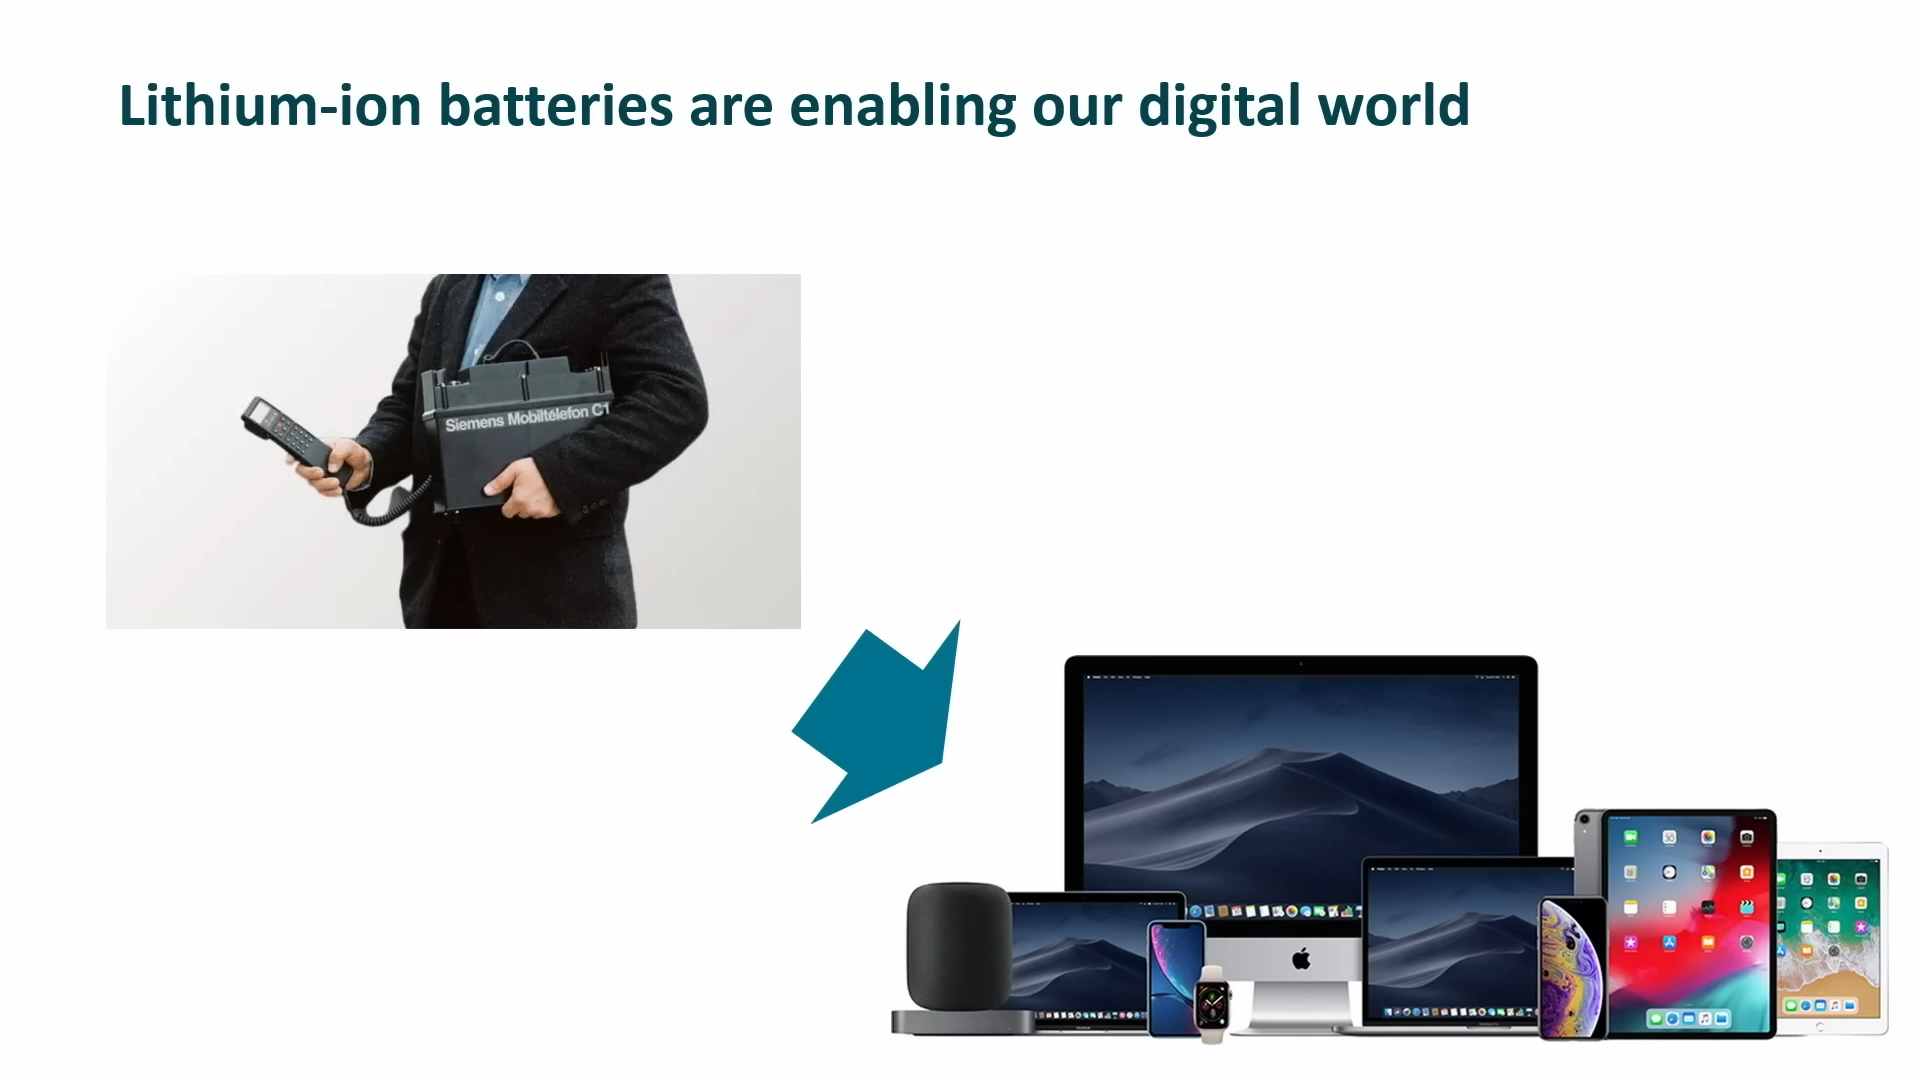 Lithium-ion batteries are enabling our digital world
Siemens Mobiltelefon C1